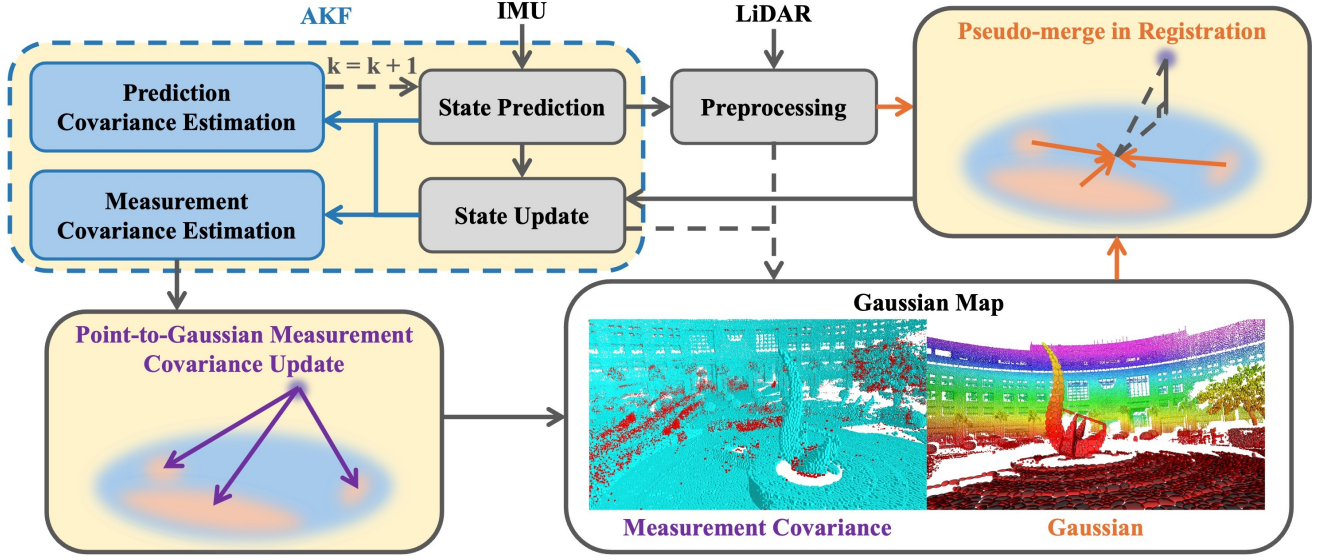 AKF
IMU
LiDAR
Prediction
Covariance Estimation
k = k + 1
State Prediction
Preprocessing
Pseudo-merge in Registration
Measurement
Covariance Estimation
State Update
Point-to-Gaussian Measurement
Covariance Update
Gaussian Map
Measurement Covariance
Gaussian